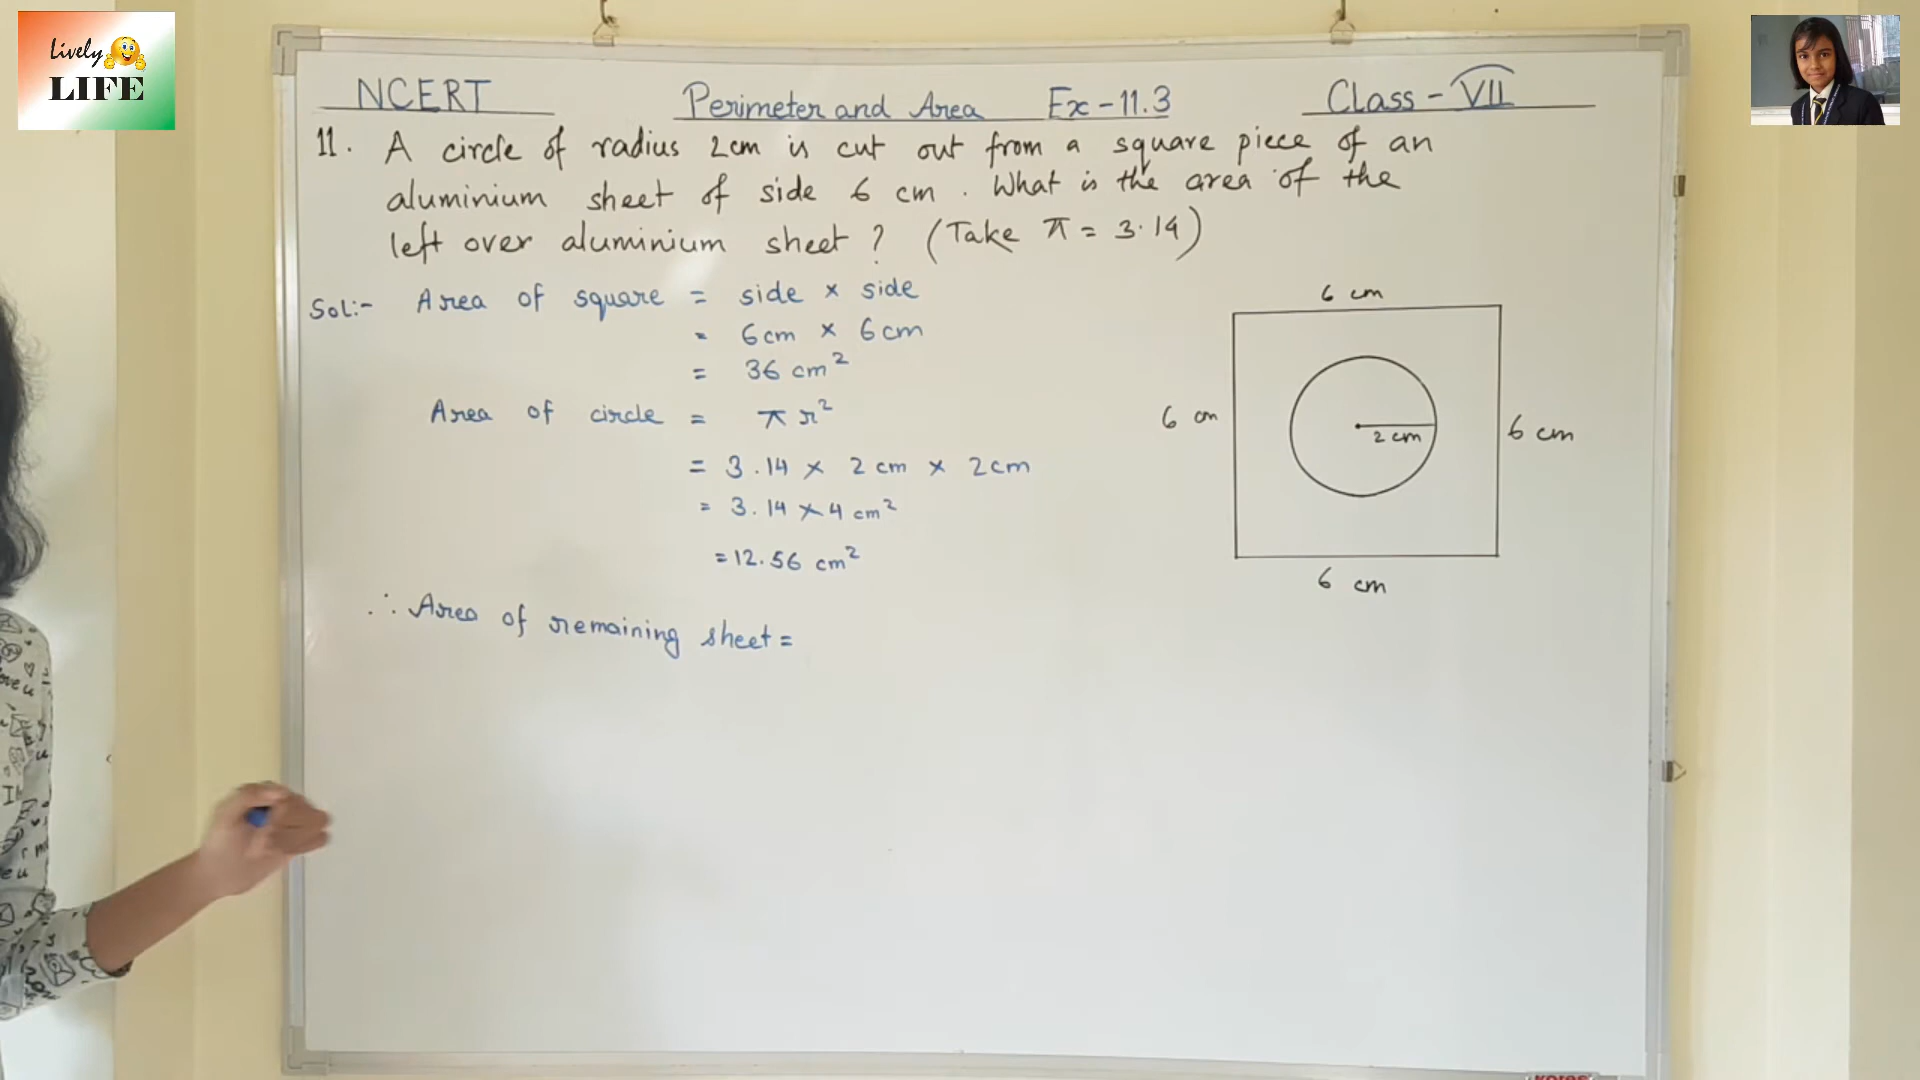 Lively
LIFE
NCERT
Perimeter and Area Ex-11.3
Class - VII
11. A circle of radius 2cm is cut out from a square piece of an
aluminium sheet of side 6 cm. What is the area of the
left over aluminium sheet? (Take π = 3.14)
Sol:- Area of square = side × side
= 6cm × 6cm
= 36 cm²
Area of circle = πr²
= 3.14 × 2 cm × 2cm
= 3.14 × 4 cm²
= 12.56 cm²
∴ Area of remaining sheet =
6 cm
6 cm
2 cm
6 cm
6 cm